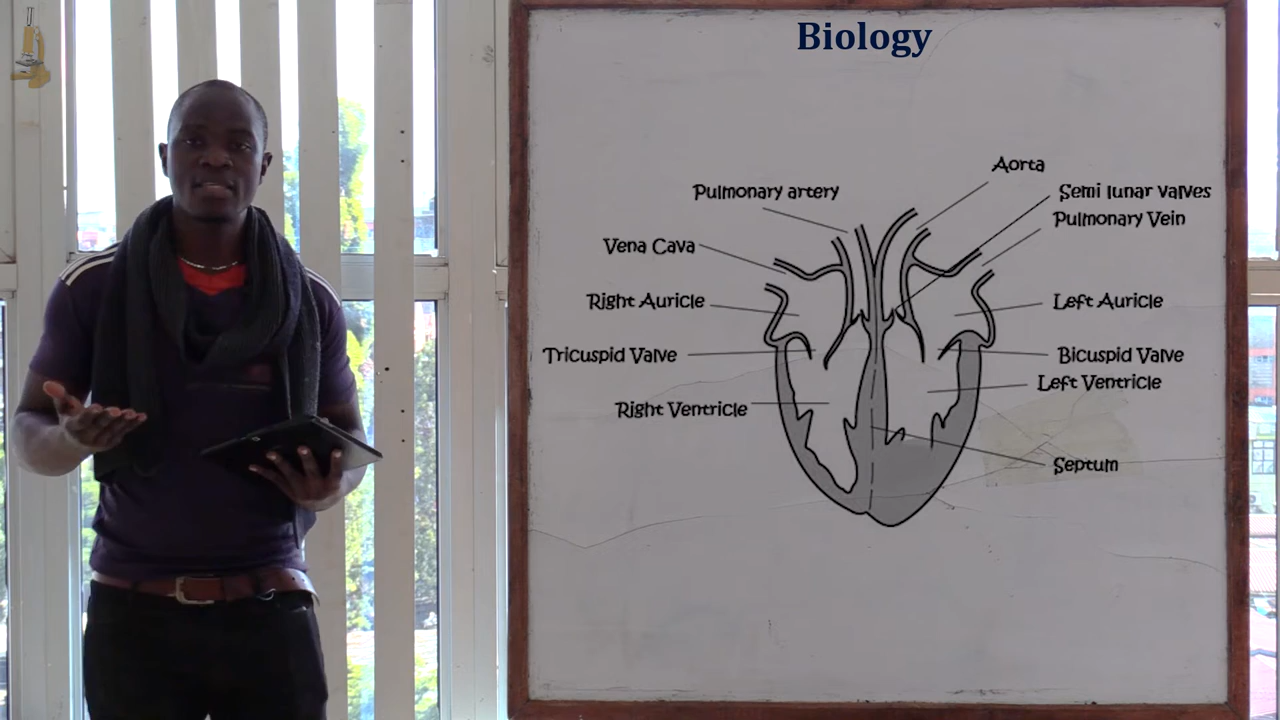 Biology
Aorta
Pulmonary artery
Semi lunar valves
Pulmonary Vein
Vena Cava
Right Auricle
Left Auricle
Tricuspid Valve
Bicuspid Valve
Left Ventricle
Right Ventricle
Septum